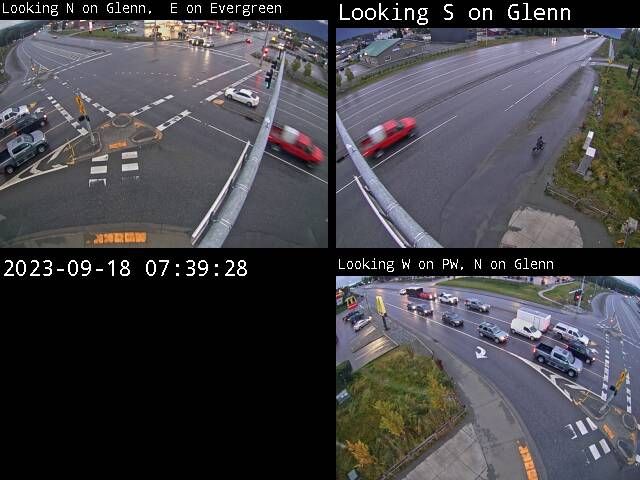 Looking N on Glenn,  E on Evergreen
Looking S on Glenn
2023-09-18 07:39:28
Looking W on PW, N on Glenn